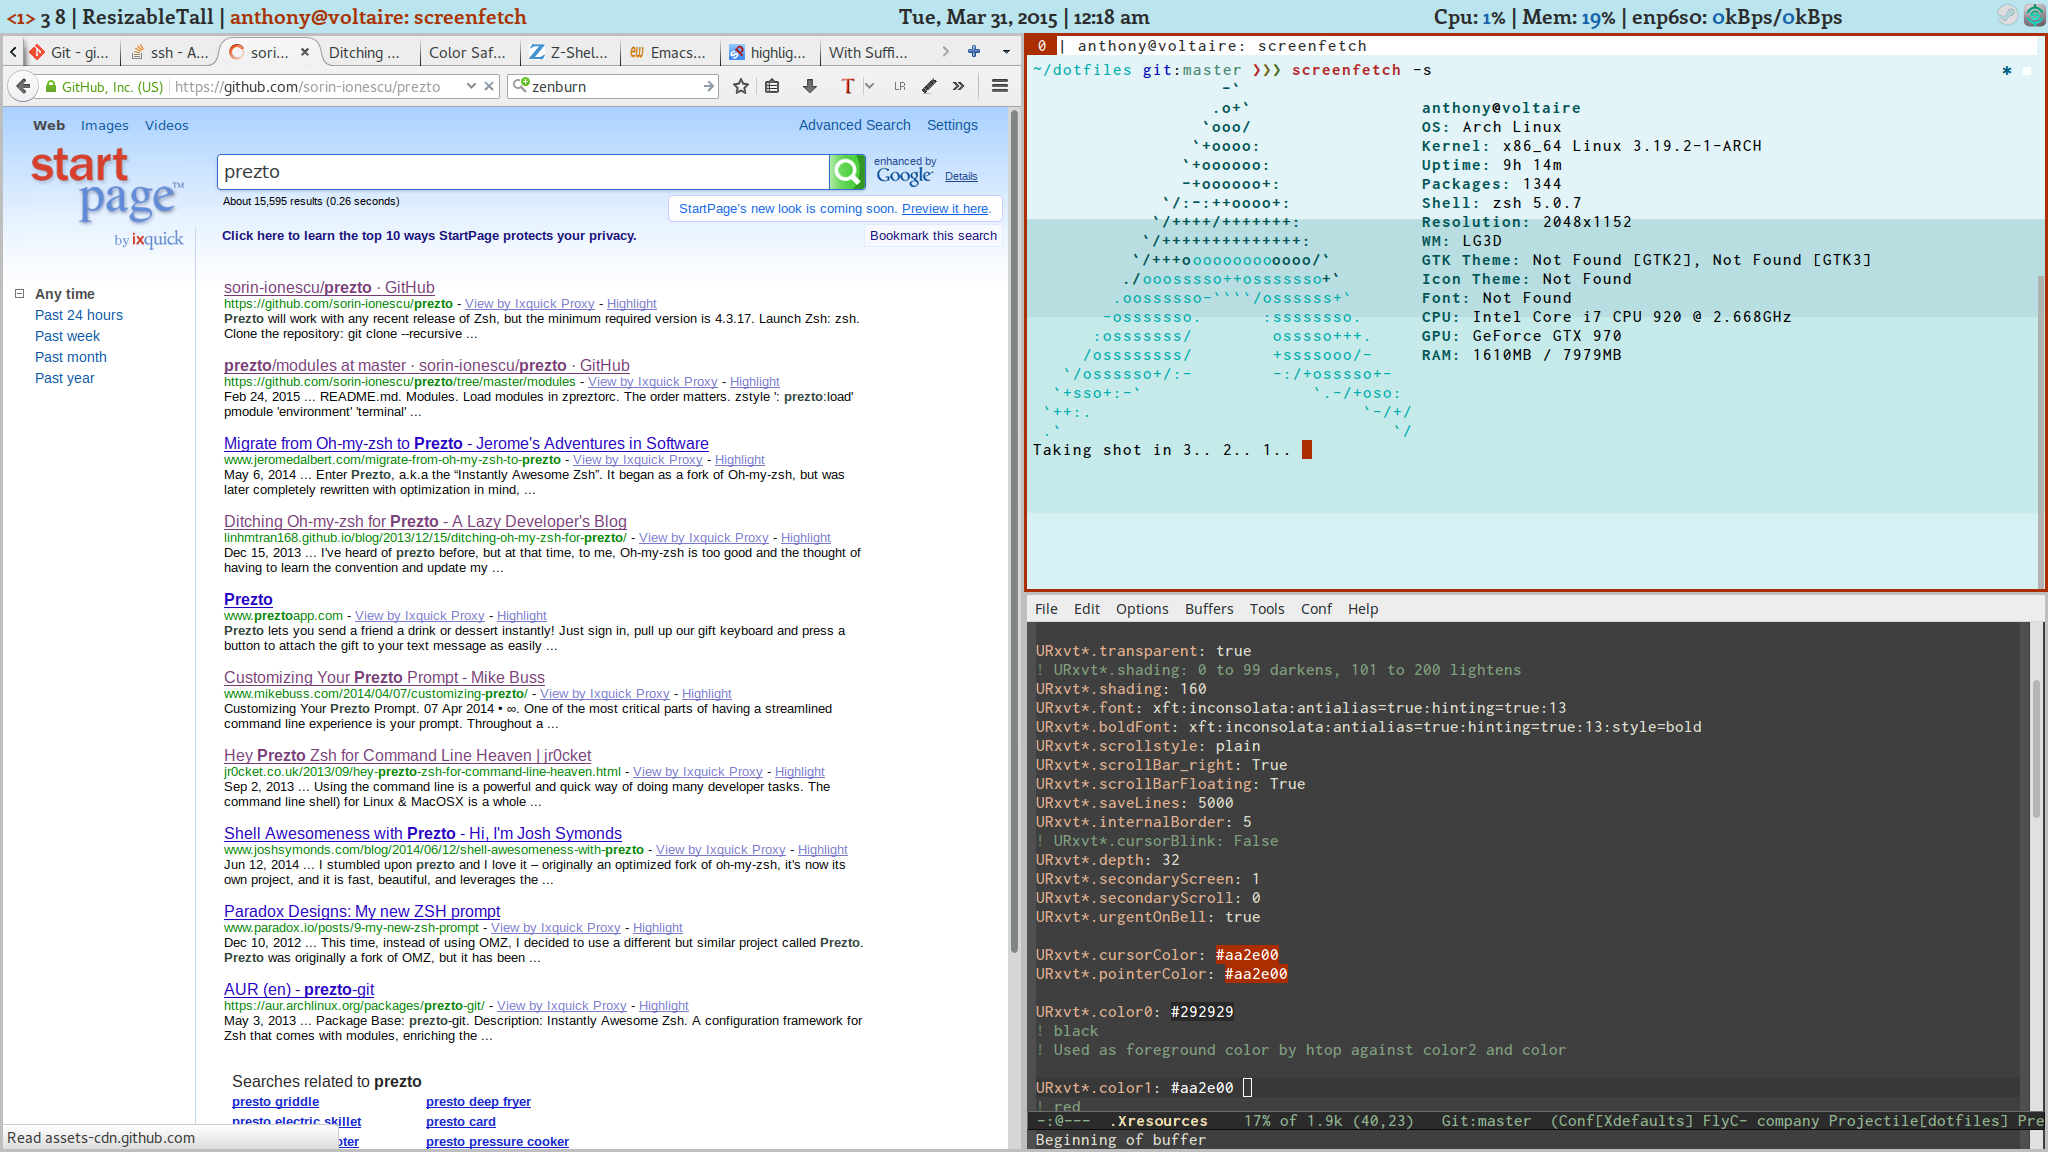 <1> 3 8 | ResizableTall | anthony@voltaire: screenfetch
Tue, Mar 31, 2015 | 12:18 am
Cpu: 1% | Mem: 19% | enp6s0: 0kBps/0kBps
Git - gi...
ssh - A...
sori...
Ditching ...
Color Saf...
Z-Shel...
Emacs...
highlig...
With Suffi...
GitHub, Inc. (US)
https://github.com/sorin-ionescu/prezto
zenburn
T
LR
Web Images Videos
Advanced Search Settings
start
page™
by ixquick
prezto
enhanced by
Google™ Details
About 15,595 results (0.26 seconds)
StartPage's new look is coming soon. Preview it here.
Click here to learn the top 10 ways StartPage protects your privacy.
Bookmark this search
Any time
Past 24 hours
Past week
Past month
Past year
sorin-ionescu/prezto · GitHub
https://github.com/sorin-ionescu/prezto - View by Ixquick Proxy - Highlight
Prezto will work with any recent release of Zsh, but the minimum required version is 4.3.17. Launch Zsh: zsh.
Clone the repository: git clone --recursive ...
prezto/modules at master · sorin-ionescu/prezto · GitHub
https://github.com/sorin-ionescu/prezto/tree/master/modules - View by Ixquick Proxy - Highlight
Feb 24, 2015 ... README.md. Modules. Load modules in zpreztorc. The order matters. zstyle ': prezto:load'
pmodule 'environment' 'terminal' ...
Migrate from Oh-my-zsh to Prezto - Jerome's Adventures in Software
www.jeromedalbert.com/migrate-from-oh-my-zsh-to-prezto - View by Ixquick Proxy - Highlight
May 6, 2014 ... Enter Prezto, a.k.a the “Instantly Awesome Zsh”. It began as a fork of Oh-my-zsh, but was
later completely rewritten with optimization in mind, ...
Ditching Oh-my-zsh for Prezto - A Lazy Developer's Blog
linhmtran168.github.io/blog/2013/12/15/ditching-oh-my-zsh-for-prezto/ - View by Ixquick Proxy - Highlight
Dec 15, 2013 ... I've heard of prezto before, but at that time, to me, Oh-my-zsh is too good and the thought of
having to learn the convention and update my ...
Prezto
www.preztoapp.com - View by Ixquick Proxy - Highlight
Prezto lets you send a friend a drink or dessert instantly! Just sign in, pull up our gift keyboard and press a
button to attach the gift to your text message as easily ...
Customizing Your Prezto Prompt - Mike Buss
www.mikebuss.com/2014/04/07/customizing-prezto/ - View by Ixquick Proxy - Highlight
Customizing Your Prezto Prompt. 07 Apr 2014 • ∞. One of the most critical parts of having a streamlined
command line experience is your prompt. Throughout a ...
Hey Prezto Zsh for Command Line Heaven | jr0cket
jr0cket.co.uk/2013/09/hey-prezto-zsh-for-command-line-heaven.html - View by Ixquick Proxy - Highlight
Sep 2, 2013 ... Using the command line is a powerful and quick way of doing many developer tasks. The
command line shell) for Linux & MacOSX is a whole ...
Shell Awesomeness with Prezto - Hi, I'm Josh Symonds
www.joshsymonds.com/blog/2014/06/12/shell-awesomeness-with-prezto - View by Ixquick Proxy - Highlight
Jun 12, 2014 ... I stumbled upon prezto and I love it – originally an optimized fork of oh-my-zsh, it's now its
own project, and it is fast, beautiful, and leverages the ...
Paradox Designs: My new ZSH prompt
www.paradox.io/posts/9-my-new-zsh-prompt - View by Ixquick Proxy - Highlight
Dec 10, 2012 ... This time, instead of using OMZ, I decided to use a different but similar project called Prezto.
Prezto was originally a fork of OMZ, but it has been ...
AUR (en) - prezto-git
https://aur.archlinux.org/packages/prezto-git/ - View by Ixquick Proxy - Highlight
May 3, 2013 ... Package Base: prezto-git. Description: Instantly Awesome Zsh. A configuration framework for
Zsh that comes with modules, enriching the ...
Searches related to prezto
presto griddle presto deep fryer
presto electric skillet presto card
oter presto pressure cooker
Read assets-cdn.github.com
0 | anthony@voltaire: screenfetch
~/dotfiles git:master ❯❯❯ screenfetch -s
-`
.o+`
`ooo/
`+oooo:
`+oooooo:
-+oooooo+:
`/:-:++oooo+:
`/++++/+++++++:
`/++++++++++++++:
`/+++ooooooooooooo/`
./ooosssso++osssssso+`
.oossssso-````/ossssss+`
-osssssso. :ssssssso.
:osssssss/ osssso+++.
/ossssssss/ +ssssooo/-
`/ossssso+/:- -:/+osssso+-
`+sso+:-` `.-/+oso:
`++:. `-/+/
.` `/
anthony@voltaire
OS: Arch Linux
Kernel: x86_64 Linux 3.19.2-1-ARCH
Uptime: 9h 14m
Packages: 1344
Shell: zsh 5.0.7
Resolution: 2048x1152
WM: LG3D
GTK Theme: Not Found [GTK2], Not Found [GTK3]
Icon Theme: Not Found
Font: Not Found
CPU: Intel Core i7 CPU 920 @ 2.668GHz
GPU: GeForce GTX 970
RAM: 1610MB / 7979MB
Taking shot in 3.. 2.. 1..
File Edit Options Buffers Tools Conf Help
URxvt*.transparent: true
! URxvt*.shading: 0 to 99 darkens, 101 to 200 lightens
URxvt*.shading: 160
URxvt*.font: xft:inconsolata:antialias=true:hinting=true:13
URxvt*.boldFont: xft:inconsolata:antialias=true:hinting=true:13:style=bold
URxvt*.scrollstyle: plain
URxvt*.scrollBar_right: True
URxvt*.scrollBarFloating: True
URxvt*.saveLines: 5000
URxvt*.internalBorder: 5
! URxvt*.cursorBlink: False
URxvt*.depth: 32
URxvt*.secondaryScreen: 1
URxvt*.secondaryScroll: 0
URxvt*.urgentOnBell: true
URxvt*.cursorColor: #aa2e00
URxvt*.pointerColor: #aa2e00
URxvt*.color0: #292929
! black
! Used as foreground color by htop against color2 and color
URxvt*.color1: #aa2e00
! red
-:@--- .Xresources 17% of 1.9k (40,23) Git:master (Conf[Xdefaults] FlyC- company Projectile[dotfiles] Pre
Beginning of buffer